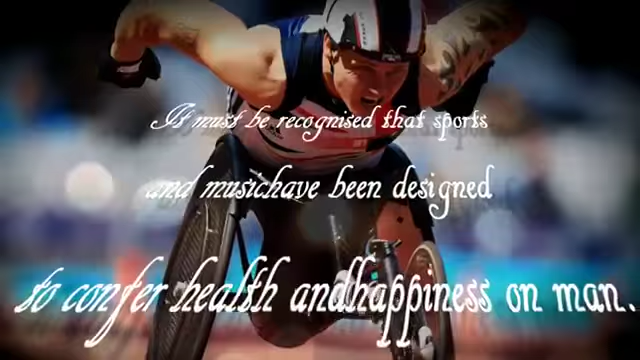 It must be recognised that sports
and musichave been designed
to confer health andhappiness on man.